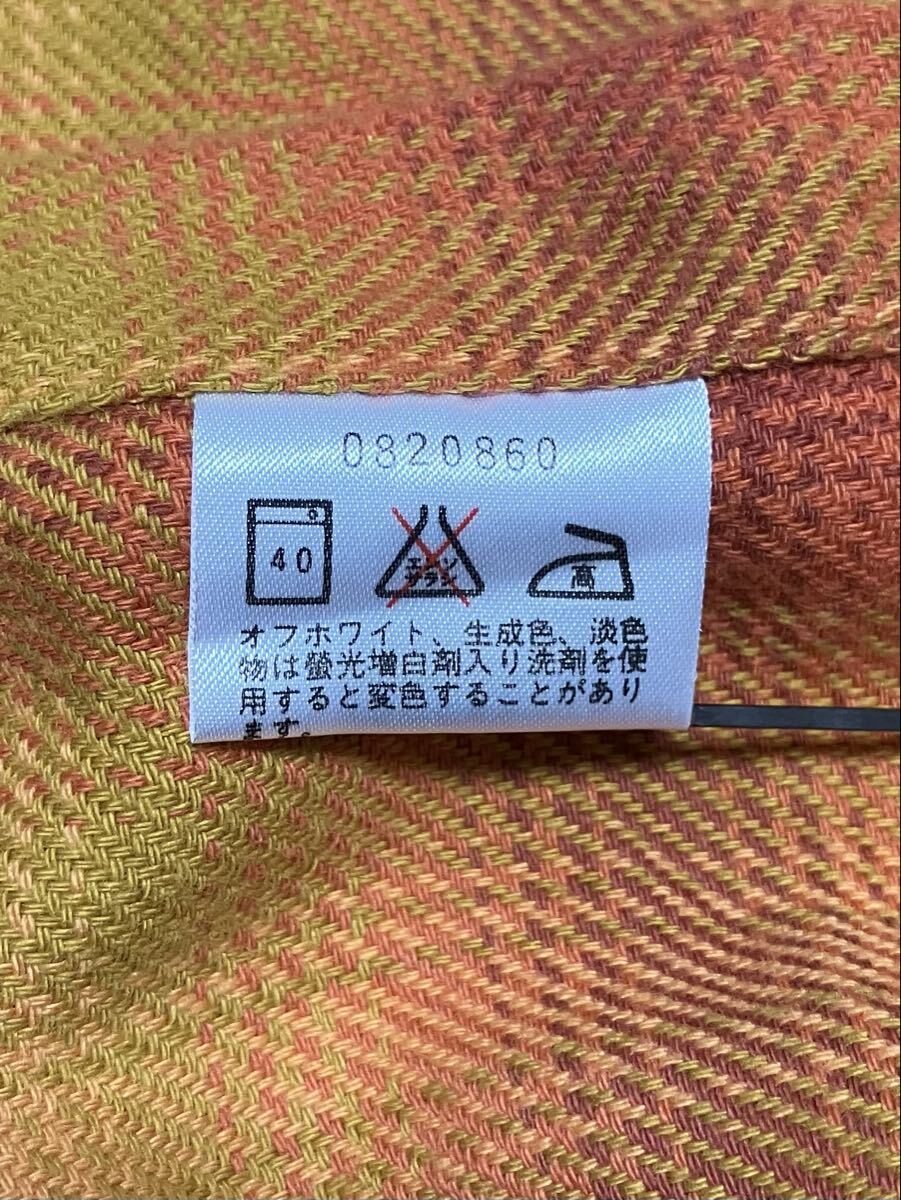 0820860
40
エンソ
サラシ
高
オフホワイト、生成色、淡色
物は螢光増白剤入り洗剤を使
用すると変色することがあり
ます。